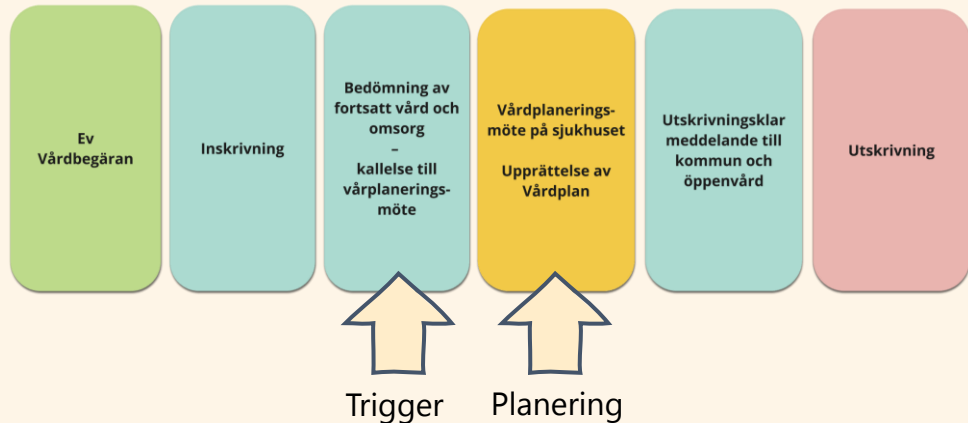 Ev
Vårdbegäran
Inskrivning
Bedömning av
fortsatt vård och
omsorg
–
kallelse till
vårplanerings-
möte
Vårdplanerings-
möte på sjukhuset
Upprättelse av
Vårdplan
Utskrivningsklar
meddelande till
kommun och
öppenvård
Utskrivning
Trigger
Planering